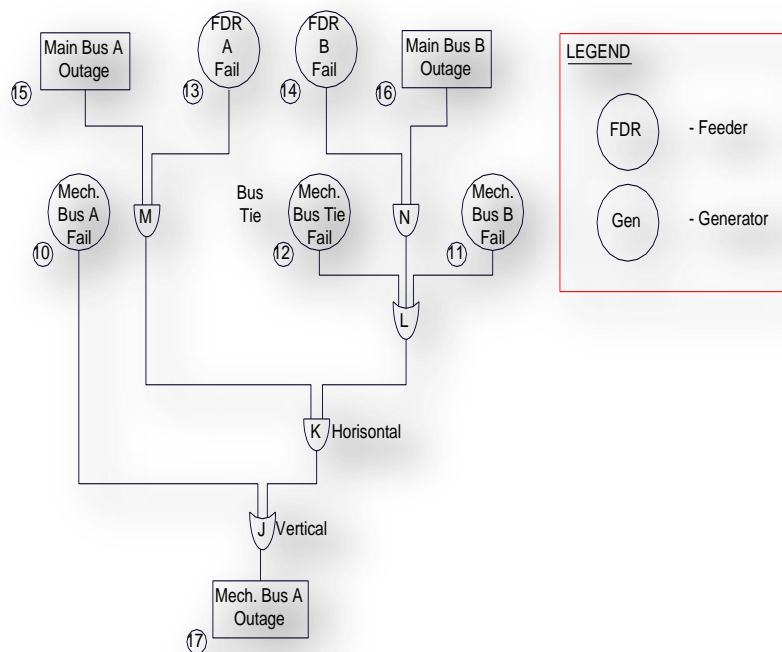 Main Bus A
Outage
15
FDR
A
Fail
13
FDR
B
Fail
14
Main Bus B
Outage
16
Mech.
Bus A
Fail
10
M
Bus
Tie
Mech.
Bus Tie
Fail
12
N
Mech.
Bus B
Fail
11
L
K
Horisontal
J
Vertical
Mech. Bus A
Outage
17
LEGEND
FDR
- Feeder
Gen
- Generator